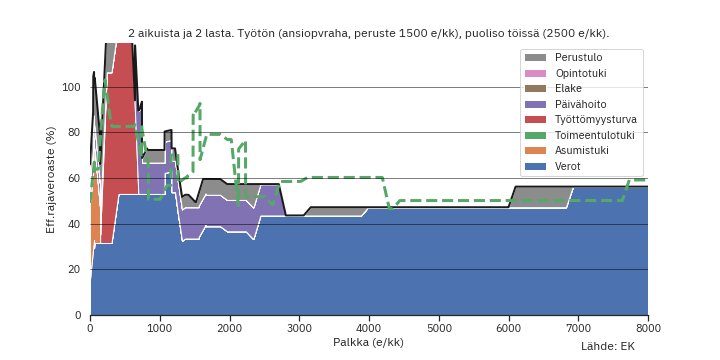 2 aikuista ja 2 lasta. Työtön (ansiopvraha, peruste 1500 e/kk), puoliso töissä (2500 e/kk).
Perustulo
Opintotuki
Elake
Päivähoito
Työttömyysturva
Toimeentulotuki
Asumistuki
Verot
Eff.rajaveroaste (%)
100
80
60
40
20
0
0 1000 2000 3000 4000 5000 6000 7000 8000
Palkka (e/kk)
Lähde: EK